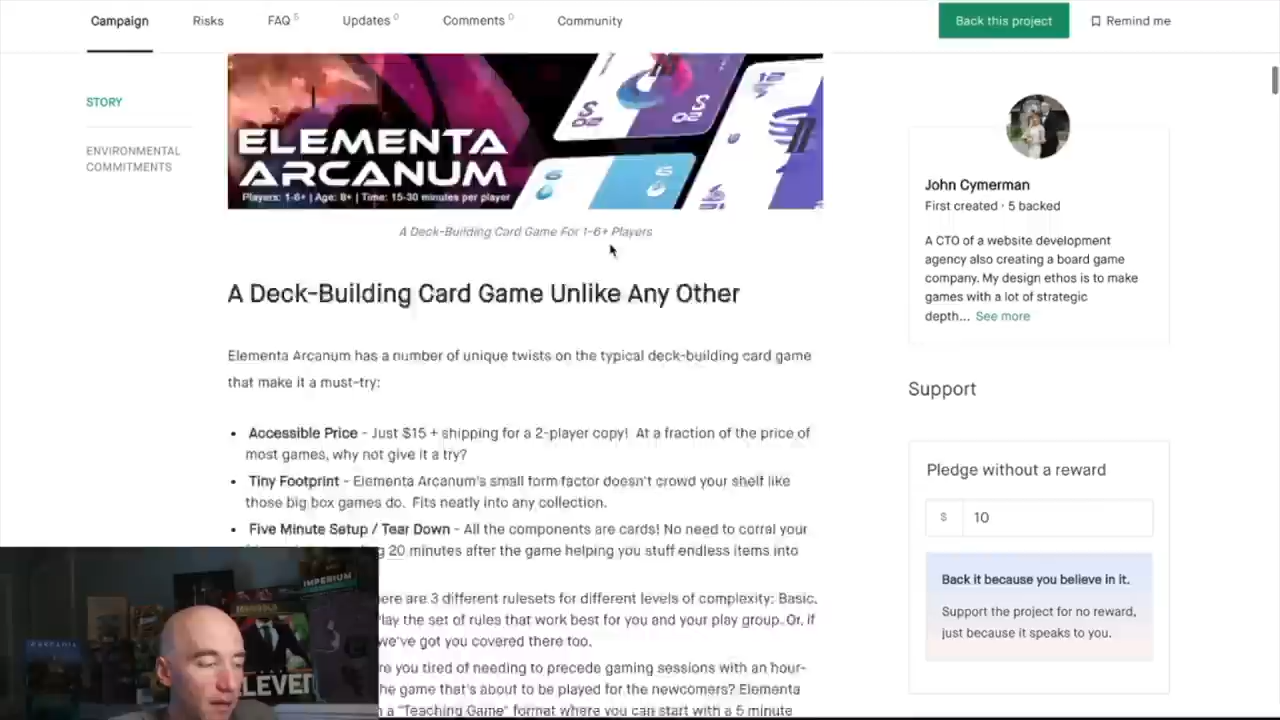 Campaign
Risks
FAQ 5
Updates 0
Comments 0
Community
Back this project
Remind me
STORY
ENVIRONMENTAL
COMMITMENTS
ELEMENTA
ARCANUM
Players: 1-6+ | Age: 8+ | Time: 15-30 minutes per player
A Deck-Building Card Game For 1-6+ Players
A Deck-Building Card Game Unlike Any Other
Elementa Arcanum has a number of unique twists on the typical deck-building card game
that make it a must-try:
• Accessible Price - Just $15 + shipping for a 2-player copy! At a fraction of the price of
most games, why not give it a try?
• Tiny Footprint - Elementa Arcanum's small form factor doesn't crowd your shelf like
those big box games do. Fits neatly into any collection.
• Five Minute Setup / Tear Down - All the components are cards! No need to corral your
20 minutes after the game helping you stuff endless items into
ere are 3 different rulesets for different levels of complexity: Basic,
lay the set of rules that work best for you and your play group. Or, if
we've got you covered there too.
re you tired of needing to precede gaming sessions with an hour-
he game that's about to be played for the newcomers? Elementa
a "Teaching Game" format where you can start with a 5 minute
John Cymerman
First created · 5 backed
A CTO of a website development
agency also creating a board game
company. My design ethos is to make
games with a lot of strategic
depth... See more
Support
Pledge without a reward
$ 10
Back it because you believe in it.
Support the project for no reward,
just because it speaks to you.
IMPERIUM
ELEVEN